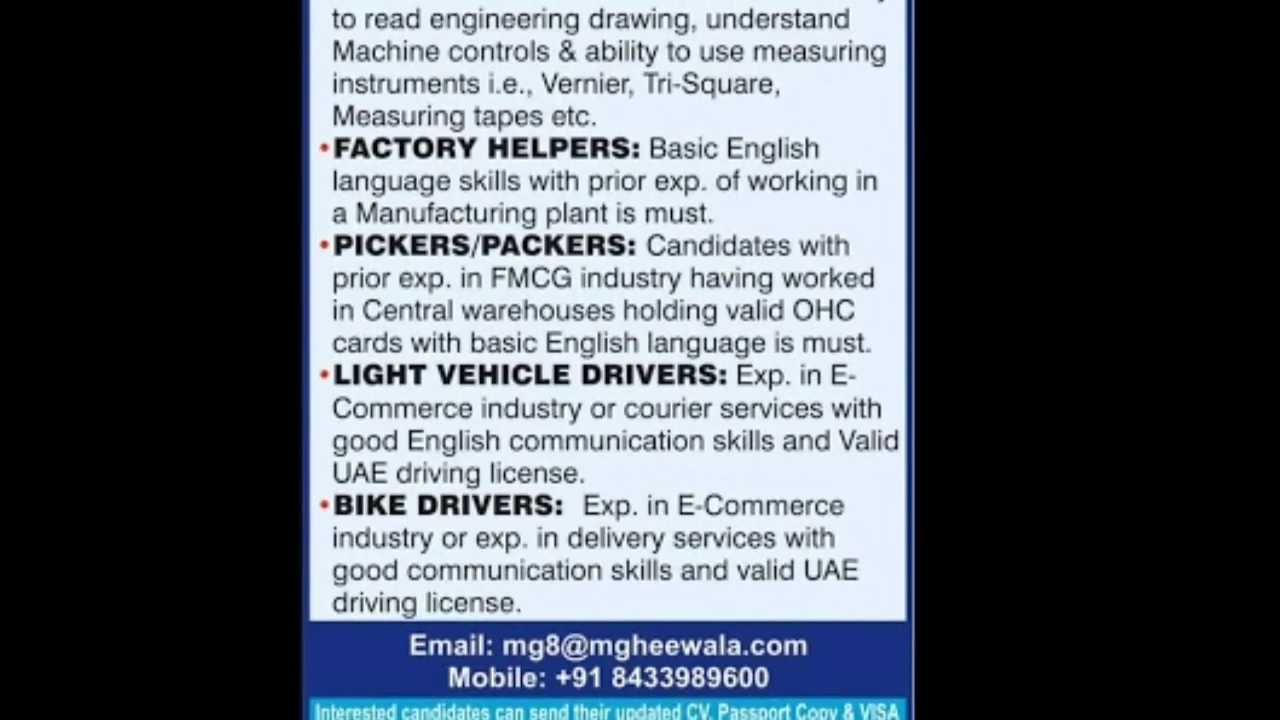 to read engineering drawing, understand
Machine controls & ability to use measuring
instruments i.e., Vernier, Tri-Square,
Measuring tapes etc.
•FACTORY HELPERS: Basic English
language skills with prior exp. of working in
a Manufacturing plant is must.
•PICKERS/PACKERS: Candidates with
prior exp. in FMCG industry having worked
in Central warehouses holding valid OHC
cards with basic English language is must.
•LIGHT VEHICLE DRIVERS: Exp. in E-
Commerce industry or courier services with
good English communication skills and Valid
UAE driving license.
•BIKE DRIVERS: Exp. in E-Commerce
industry or exp. in delivery services with
good communication skills and valid UAE
driving license.
Email: mg8@mgheewala.com
Mobile: +91 8433989600
Interested candidates can send their updated CV, Passport Copy & VISA